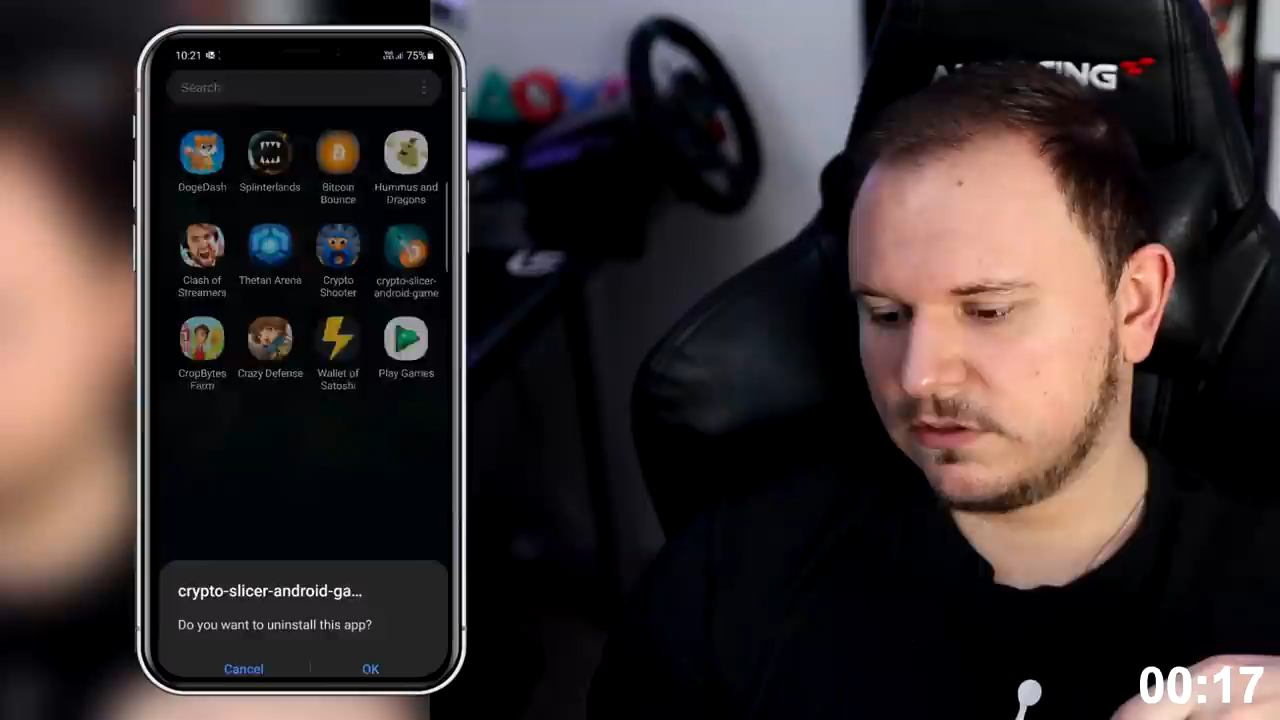 10:21
75%
Search
DogeDash
Splinterlands
Bitcoin
Bounce
Hummus and
Dragons
Clash of
Streamers
Thetan Arena
Crypto
Shooter
crypto-slicer-
android-game
CropBytes
Farm
Crazy Defense
Wallet of
Satoshi
Play Games
crypto-slicer-android-ga...
Do you want to uninstall this app?
Cancel
OK
00:17